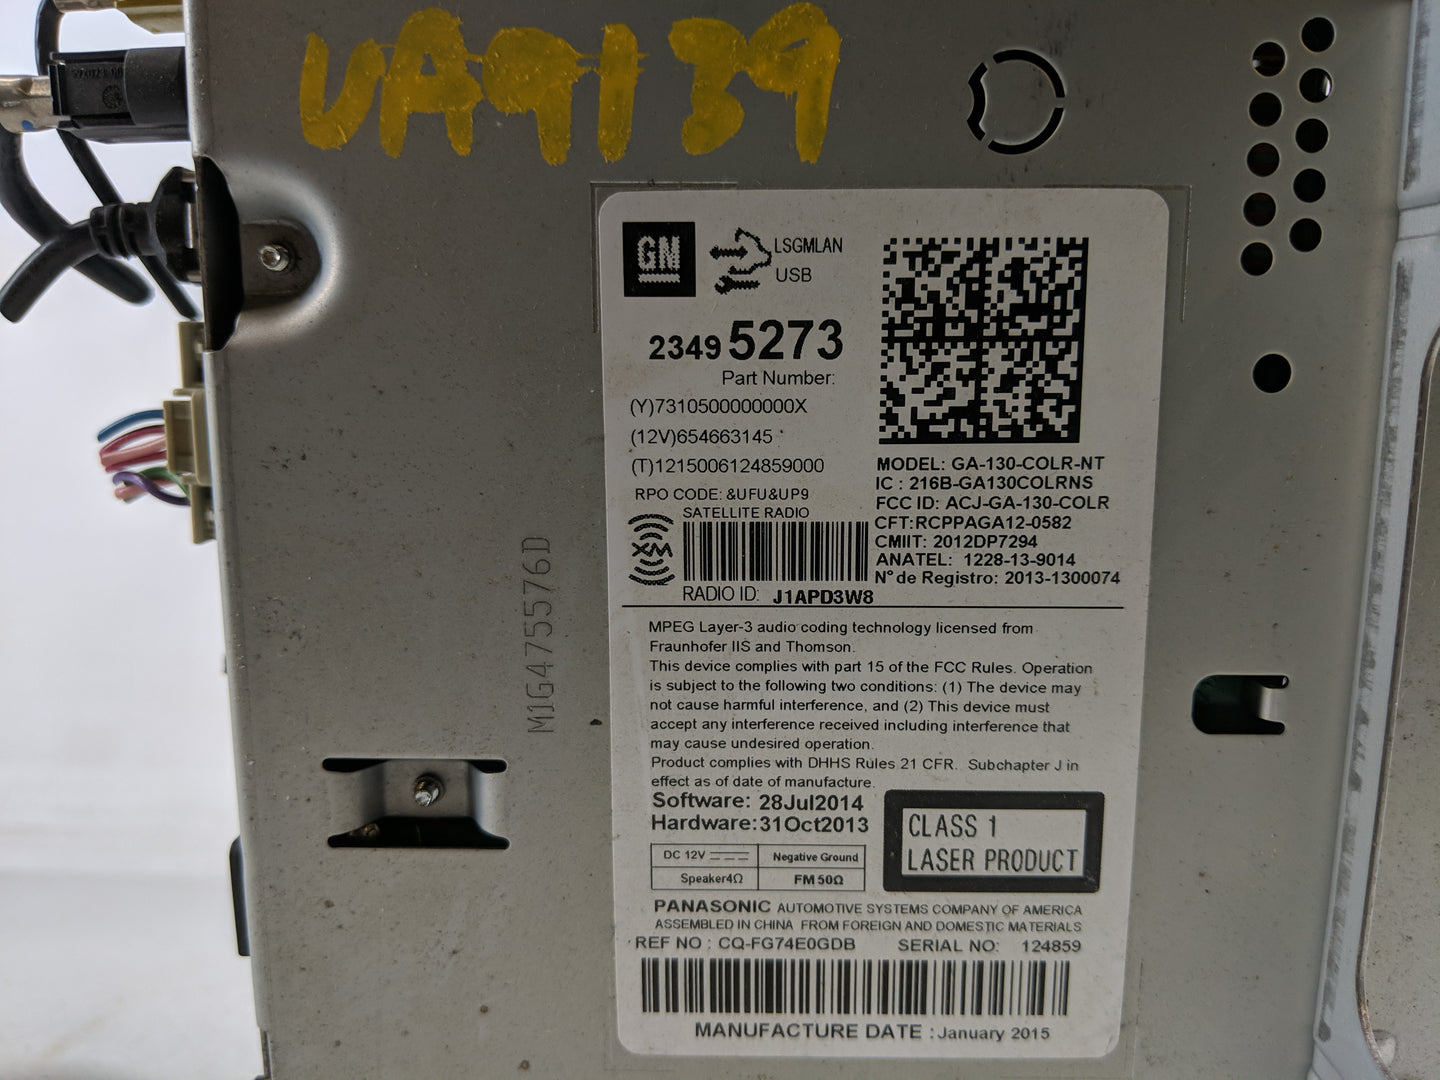 UA9139
GM
LSGMLAN
USB
23495273
Part Number:
(Y)7310500000000X
(12V)654663145
(T)1215006124859000
RPO CODE: &UFU&UP9
SATELLITE RADIO
XM
RADIO ID: J1APD3W8
MODEL: GA-130-COLR-NT
IC : 216B-GA130COLRNS
FCC ID: ACJ-GA-130-COLR
CFT:RCPPAGA12-0582
CMIIT: 2012DP7294
ANATEL: 1228-13-9014
N° de Registro: 2013-1300074
M1G475576D
MPEG Layer-3 audio coding technology licensed from
Fraunhofer IIS and Thomson.
This device complies with part 15 of the FCC Rules. Operation
is subject to the following two conditions: (1) The device may
not cause harmful interference, and (2) This device must
accept any interference received including interference that
may cause undesired operation.
Product complies with DHHS Rules 21 CFR. Subchapter J in
effect as of date of manufacture.
Software: 28Jul2014
Hardware:31Oct2013
CLASS 1
LASER PRODUCT
DC 12V Negative Ground
Speaker4Ω FM 50Ω
PANASONIC AUTOMOTIVE SYSTEMS COMPANY OF AMERICA
ASSEMBLED IN CHINA FROM FOREIGN AND DOMESTIC MATERIALS
REF NO : CQ-FG74E0GDB SERIAL NO: 124859
MANUFACTURE DATE : January 2015